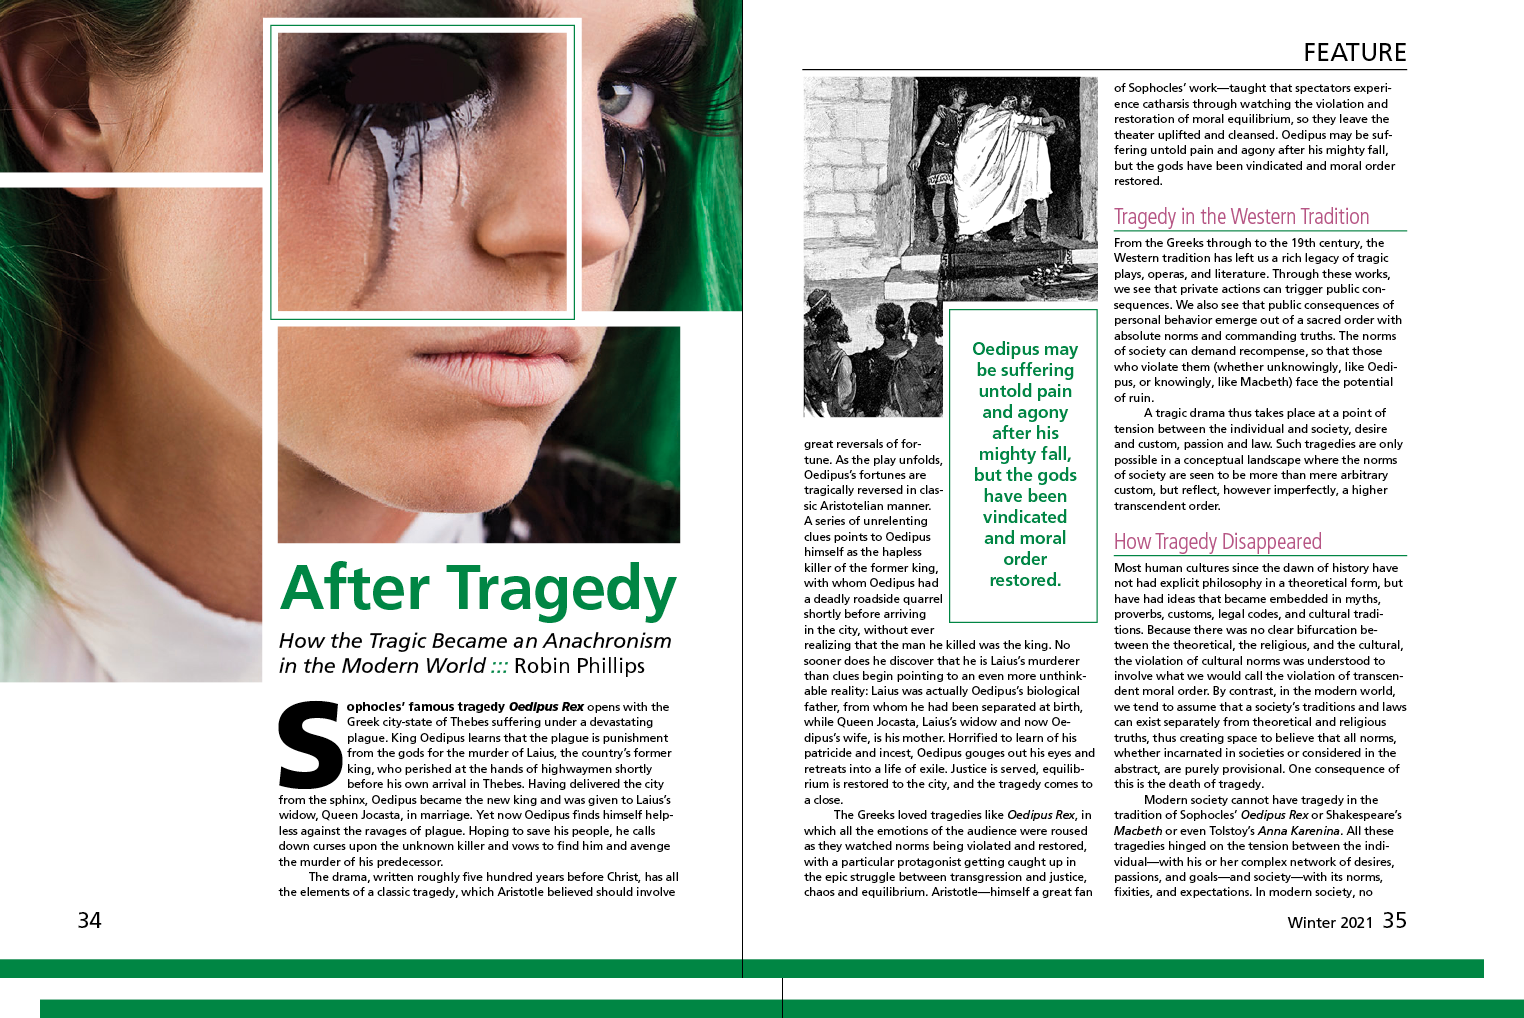 After Tragedy
How the Tragic Became an Anachronism
in the Modern World ::: Robin Phillips
Sophocles’ famous tragedy Oedipus Rex opens with the
Greek city-state of Thebes suffering under a devastating
plague. King Oedipus learns that the plague is punishment
from the gods for the murder of Laius, the country’s former
king, who perished at the hands of highwaymen shortly
before his own arrival in Thebes. Having delivered the city
from the sphinx, Oedipus became the new king and was given to Laius’s
widow, Queen Jocasta, in marriage. Yet now Oedipus finds himself help-
less against the ravages of plague. Hoping to save his people, he calls
down curses upon the unknown killer and vows to find him and avenge
the murder of his predecessor.
The drama, written roughly five hundred years before Christ, has all
the elements of a classic tragedy, which Aristotle believed should involve
34
FEATURE
great reversals of for-
tune. As the play unfolds,
Oedipus’s fortunes are
tragically reversed in clas-
sic Aristotelian manner.
A series of unrelenting
clues points to Oedipus
himself as the hapless
killer of the former king,
with whom Oedipus had
a deadly roadside quarrel
shortly before arriving
in the city, without ever
realizing that the man he killed was the king. No
sooner does he discover that he is Laius’s murderer
than clues begin pointing to an even more unthink-
able reality: Laius was actually Oedipus’s biological
father, from whom he had been separated at birth,
while Queen Jocasta, Laius’s widow and now Oe-
dipus’s wife, is his mother. Horrified to learn of his
patricide and incest, Oedipus gouges out his eyes and
retreats into a life of exile. Justice is served, equilib-
rium is restored to the city, and the tragedy comes to
a close.
The Greeks loved tragedies like Oedipus Rex, in
which all the emotions of the audience were roused
as they watched norms being violated and restored,
with a particular protagonist getting caught up in
the epic struggle between transgression and justice,
chaos and equilibrium. Aristotle—himself a great fan
Oedipus may
be suffering
untold pain
and agony
after his
mighty fall,
but the gods
have been
vindicated
and moral
order
restored.
of Sophocles’ work—taught that spectators experi-
ence catharsis through watching the violation and
restoration of moral equilibrium, so they leave the
theater uplifted and cleansed. Oedipus may be suf-
fering untold pain and agony after his mighty fall,
but the gods have been vindicated and moral order
restored.
Tragedy in the Western Tradition
From the Greeks through to the 19th century, the
Western tradition has left us a rich legacy of tragic
plays, operas, and literature. Through these works,
we see that private actions can trigger public con-
sequences. We also see that public consequences of
personal behavior emerge out of a sacred order with
absolute norms and commanding truths. The norms
of society can demand recompense, so that those
who violate them (whether unknowingly, like Oedi-
pus, or knowingly, like Macbeth) face the potential
of ruin.
A tragic drama thus takes place at a point of
tension between the individual and society, desire
and custom, passion and law. Such tragedies are only
possible in a conceptual landscape where the norms
of society are seen to be more than mere arbitrary
custom, but reflect, however imperfectly, a higher
transcendent order.
How Tragedy Disappeared
Most human cultures since the dawn of history have
not had explicit philosophy in a theoretical form, but
have had ideas that became embedded in myths,
proverbs, customs, legal codes, and cultural tradi-
tions. Because there was no clear bifurcation be-
tween the theoretical, the religious, and the cultural,
the violation of cultural norms was understood to
involve what we would call the violation of transcen-
dent moral order. By contrast, in the modern world,
we tend to assume that a society’s traditions and laws
can exist separately from theoretical and religious
truths, thus creating space to believe that all norms,
whether incarnated in societies or considered in the
abstract, are purely provisional. One consequence of
this is the death of tragedy.
Modern society cannot have tragedy in the
tradition of Sophocles’ Oedipus Rex or Shakespeare’s
Macbeth or even Tolstoy’s Anna Karenina. All these
tragedies hinged on the tension between the indi-
vidual—with his or her complex network of desires,
passions, and goals—and society—with its norms,
fixities, and expectations. In modern society, no
Winter 2021 35